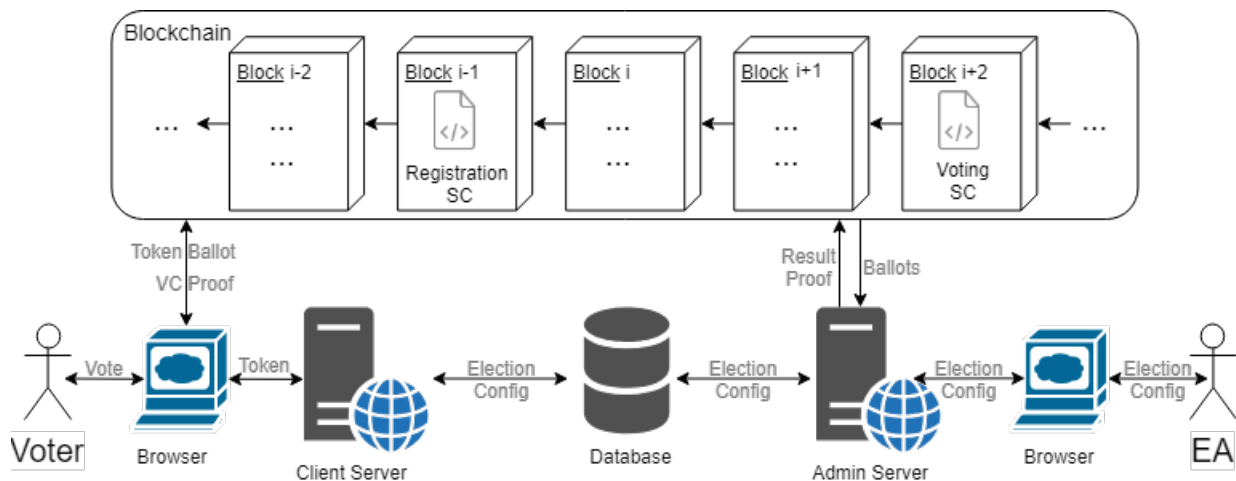 Blockchain
Block i-2
Block i-1
Block i
Block i+1
Block i+2
...
...
...
...
...
...
...
...
Registration
SC
Voting
SC
Token Ballot
VC Proof
Result
Proof
Ballots
Vote
Token
Election
Config
Election
Config
Election
Config
Election
Config
Voter
Browser
Client Server
Database
Admin Server
Browser
EA